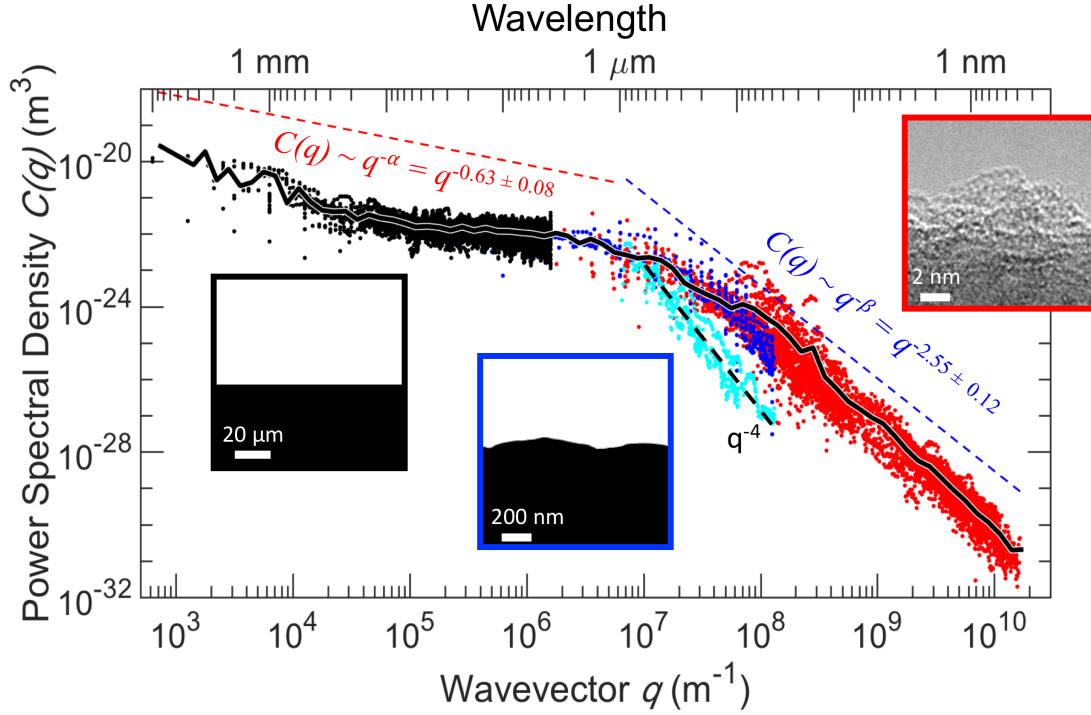 Wavelength
1 mm
1 μm
1 nm
Power Spectral Density C(q) (m³)
10⁻²⁰
10⁻²⁴
10⁻²⁸
10⁻³²
C(q) ~ q⁻ᵅ = q⁻⁰·⁶³ ± ⁰·⁰⁸
C(q) ~ q⁻ᵝ = q⁻²·⁵⁵ ± ⁰·¹²
2 nm
20 μm
200 nm
q⁻⁴
10³
10⁴
10⁵
10⁶
10⁷
10⁸
10⁹
10¹⁰
Wavevector q (m⁻¹)